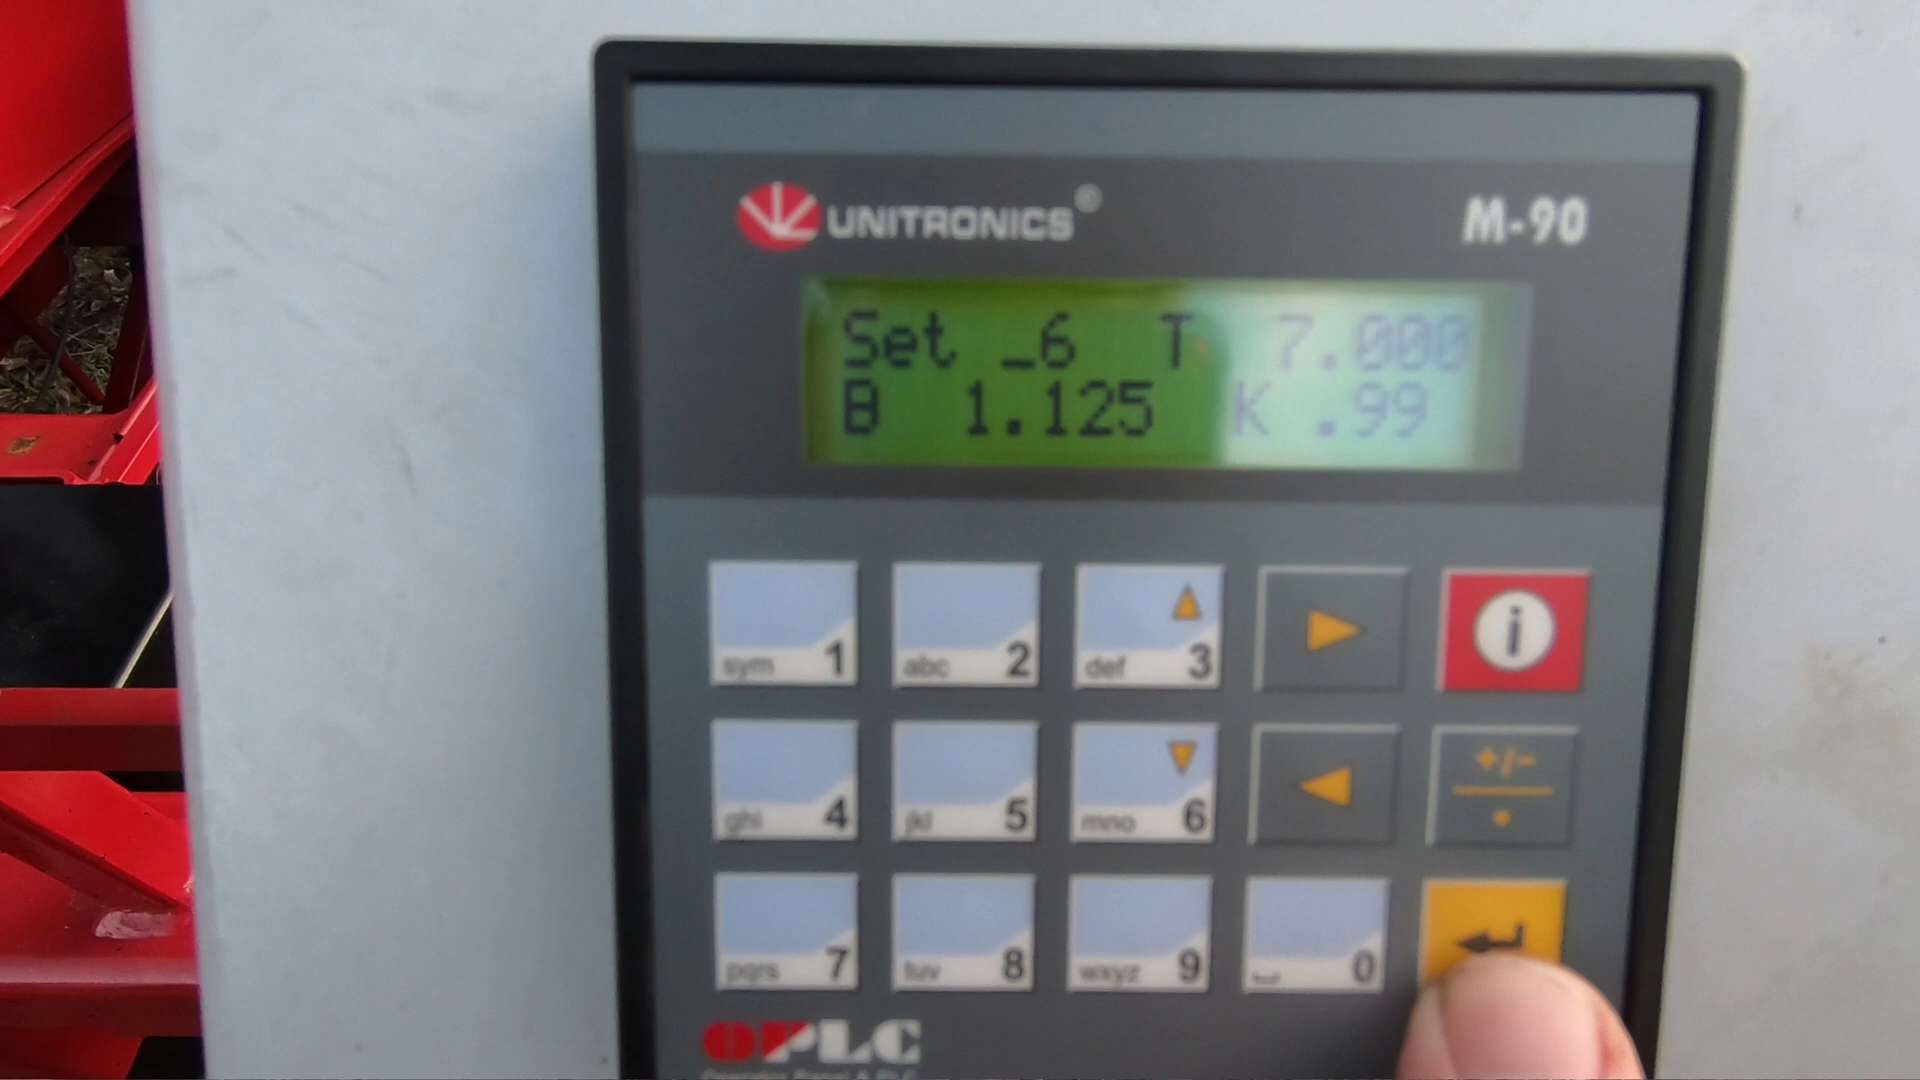 UNITRONICS®
M-90
Set _6 T 7.000
B 1.125 K .99
i
sym 1
abc 2
def 3
ghi 4
jkl 5
mno 6
+/-
.
pqrs 7
tuv 8
wxyz 9
0
OPLC